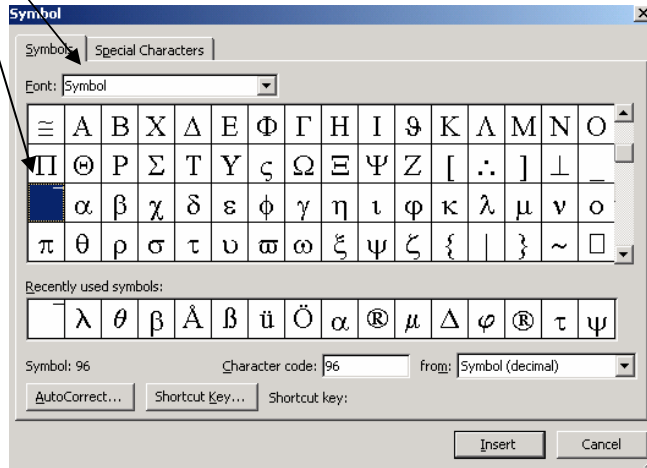 Symbol
Symbols Special Characters
Font: Symbol
≅ Α Β Χ Δ Ε Φ Γ Η Ι ϑ Κ Λ Μ Ν Ο
Π Θ Ρ Σ Τ Υ ς Ω Ξ Ψ Ζ [ ∴ ] ⊥ _
‾ α β χ δ ε φ γ η ι ϕ κ λ μ ν ο
π θ ρ σ τ υ ϖ ω ξ ψ ζ { | } ~ □
Recently used symbols:
‾ λ θ β Å ß ü Ö α ® μ Δ φ ® τ ψ
Symbol: 96 Character code: 96 from: Symbol (decimal)
AutoCorrect... Shortcut Key... Shortcut key:
Insert Cancel